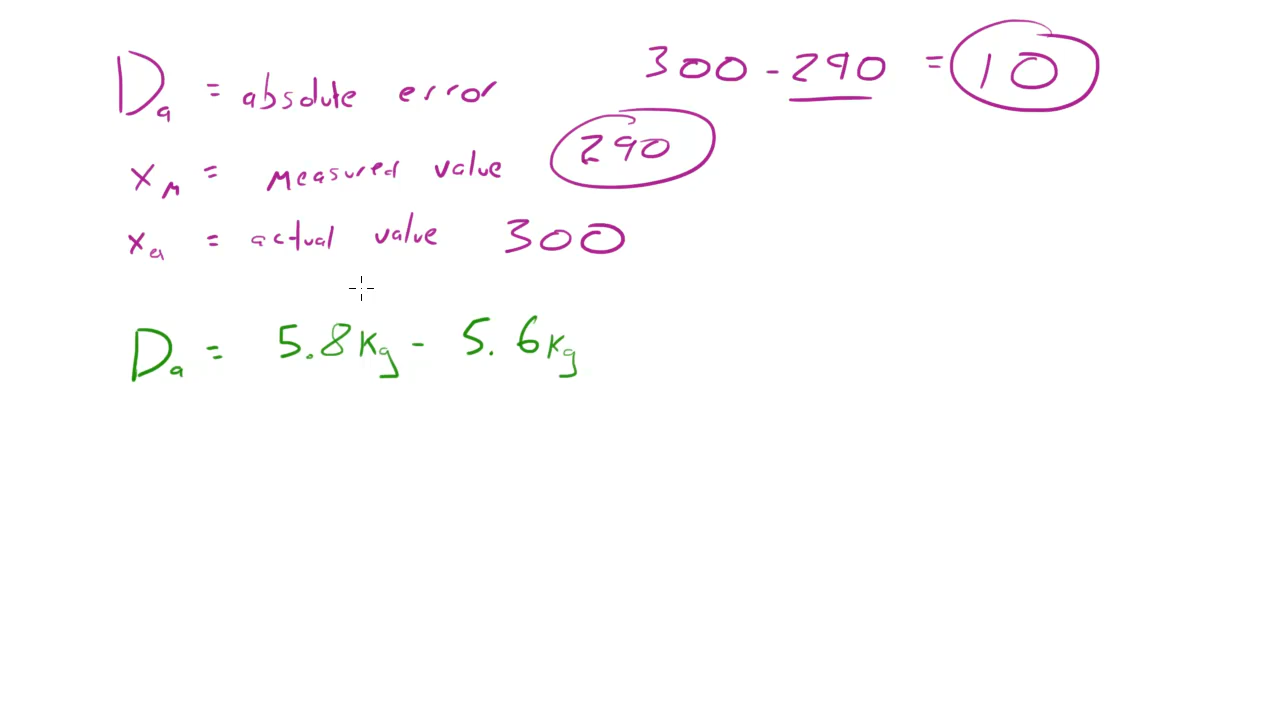 Da = absolute error 300 - 290 = 10
xM = measured value 290
xa = actual value 300
Da = 5.8Kg - 5.6Kg